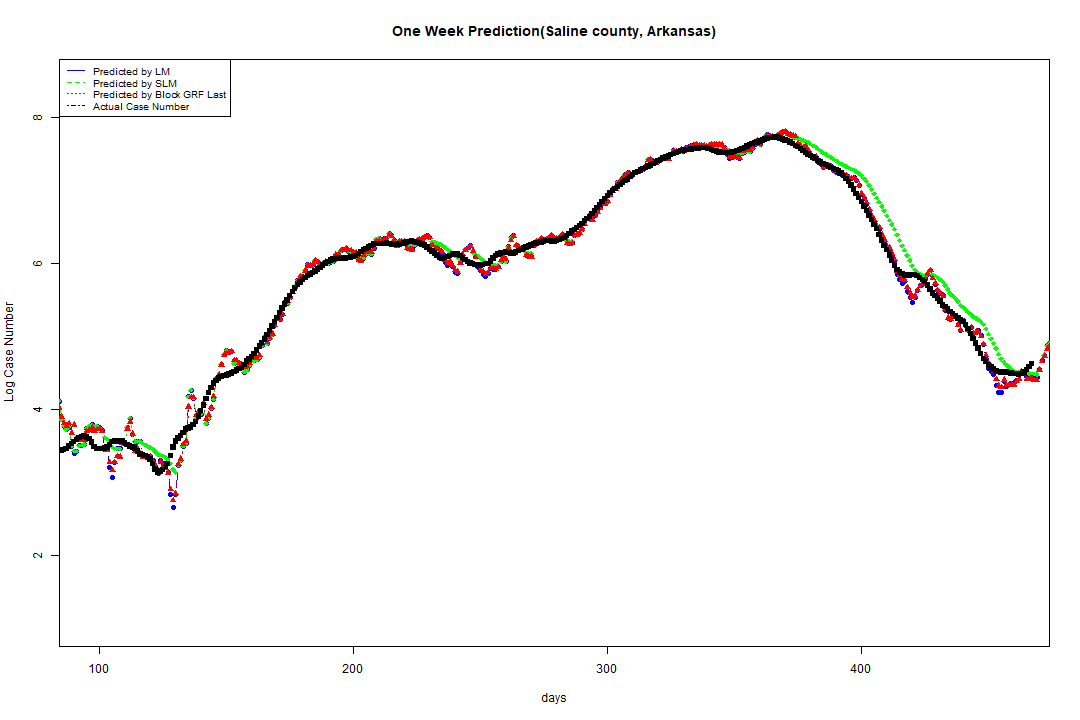 One Week Prediction(Saline county, Arkansas)
Predicted by LM
Predicted by SLM
Predicted by Block GRF Last
Actual Case Number
Log Case Number
8
6
4
2
100 200 300 400
days